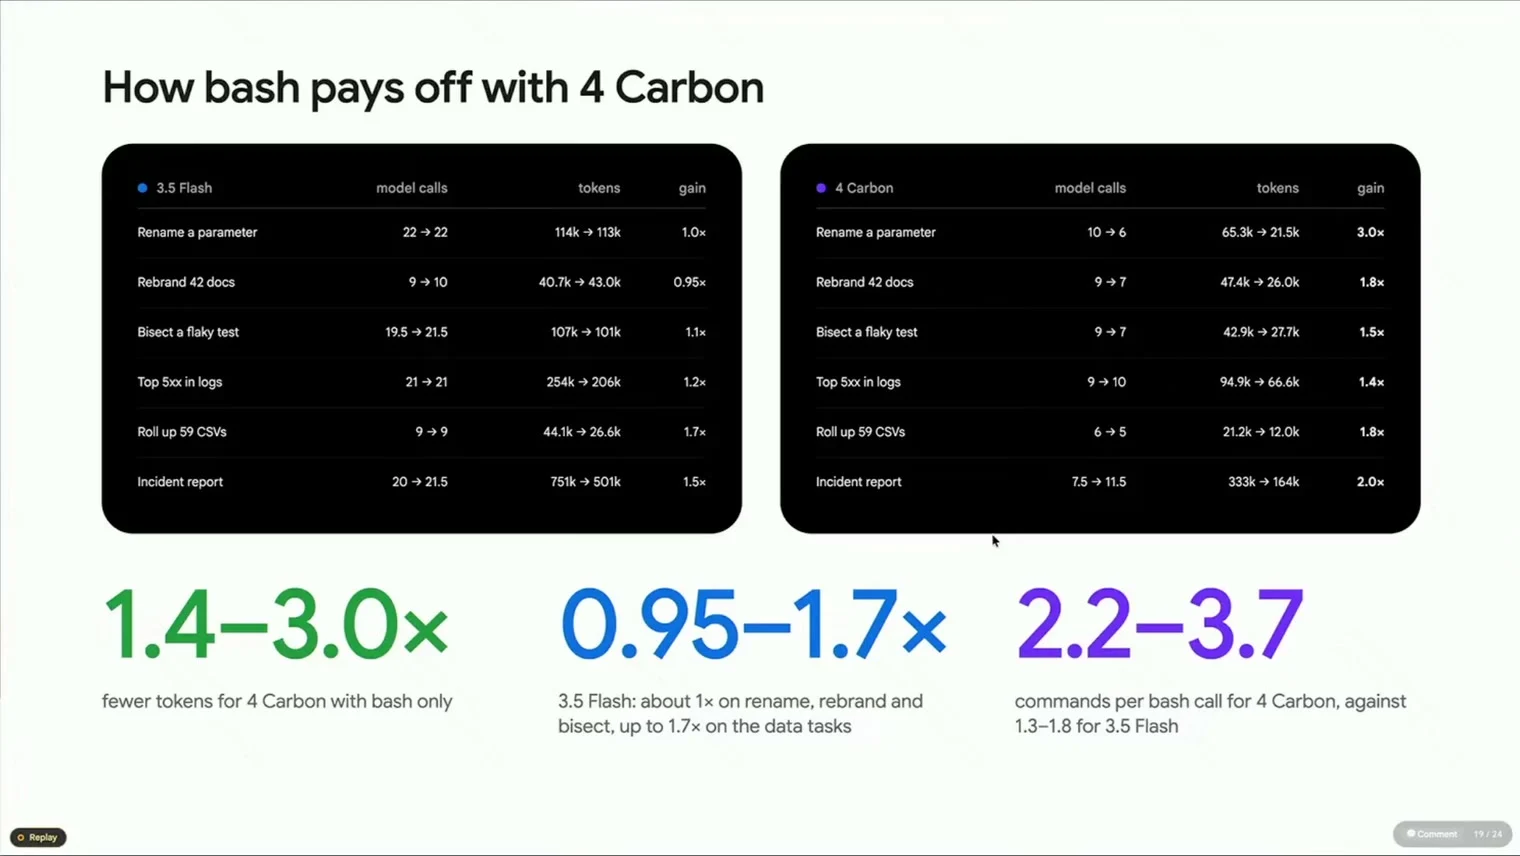 How bash pays off with 4 Carbon
3.5 Flash model calls tokens gain
Rename a parameter 22 → 22 114k → 113k 1.0×
Rebrand 42 docs 9 → 10 40.7k → 43.0k 0.95×
Bisect a flaky test 19.5 → 21.5 107k → 101k 1.1×
Top 5xx in logs 21 → 21 254k → 206k 1.2×
Roll up 59 CSVs 9 → 9 44.1k → 26.6k 1.7×
Incident report 20 → 21.5 751k → 501k 1.5×
4 Carbon model calls tokens gain
Rename a parameter 10 → 6 65.3k → 21.5k 3.0×
Rebrand 42 docs 9 → 7 47.4k → 26.0k 1.8×
Bisect a flaky test 9 → 7 42.9k → 27.7k 1.5×
Top 5xx in logs 9 → 10 94.9k → 66.6k 1.4×
Roll up 59 CSVs 6 → 5 21.2k → 12.0k 1.8×
Incident report 7.5 → 11.5 333k → 164k 2.0×
1.4–3.0×
fewer tokens for 4 Carbon with bash only
0.95–1.7×
3.5 Flash: about 1× on rename, rebrand and
bisect, up to 1.7× on the data tasks
2.2–3.7
commands per bash call for 4 Carbon, against
1.3–1.8 for 3.5 Flash
Replay
Comment 19 / 24